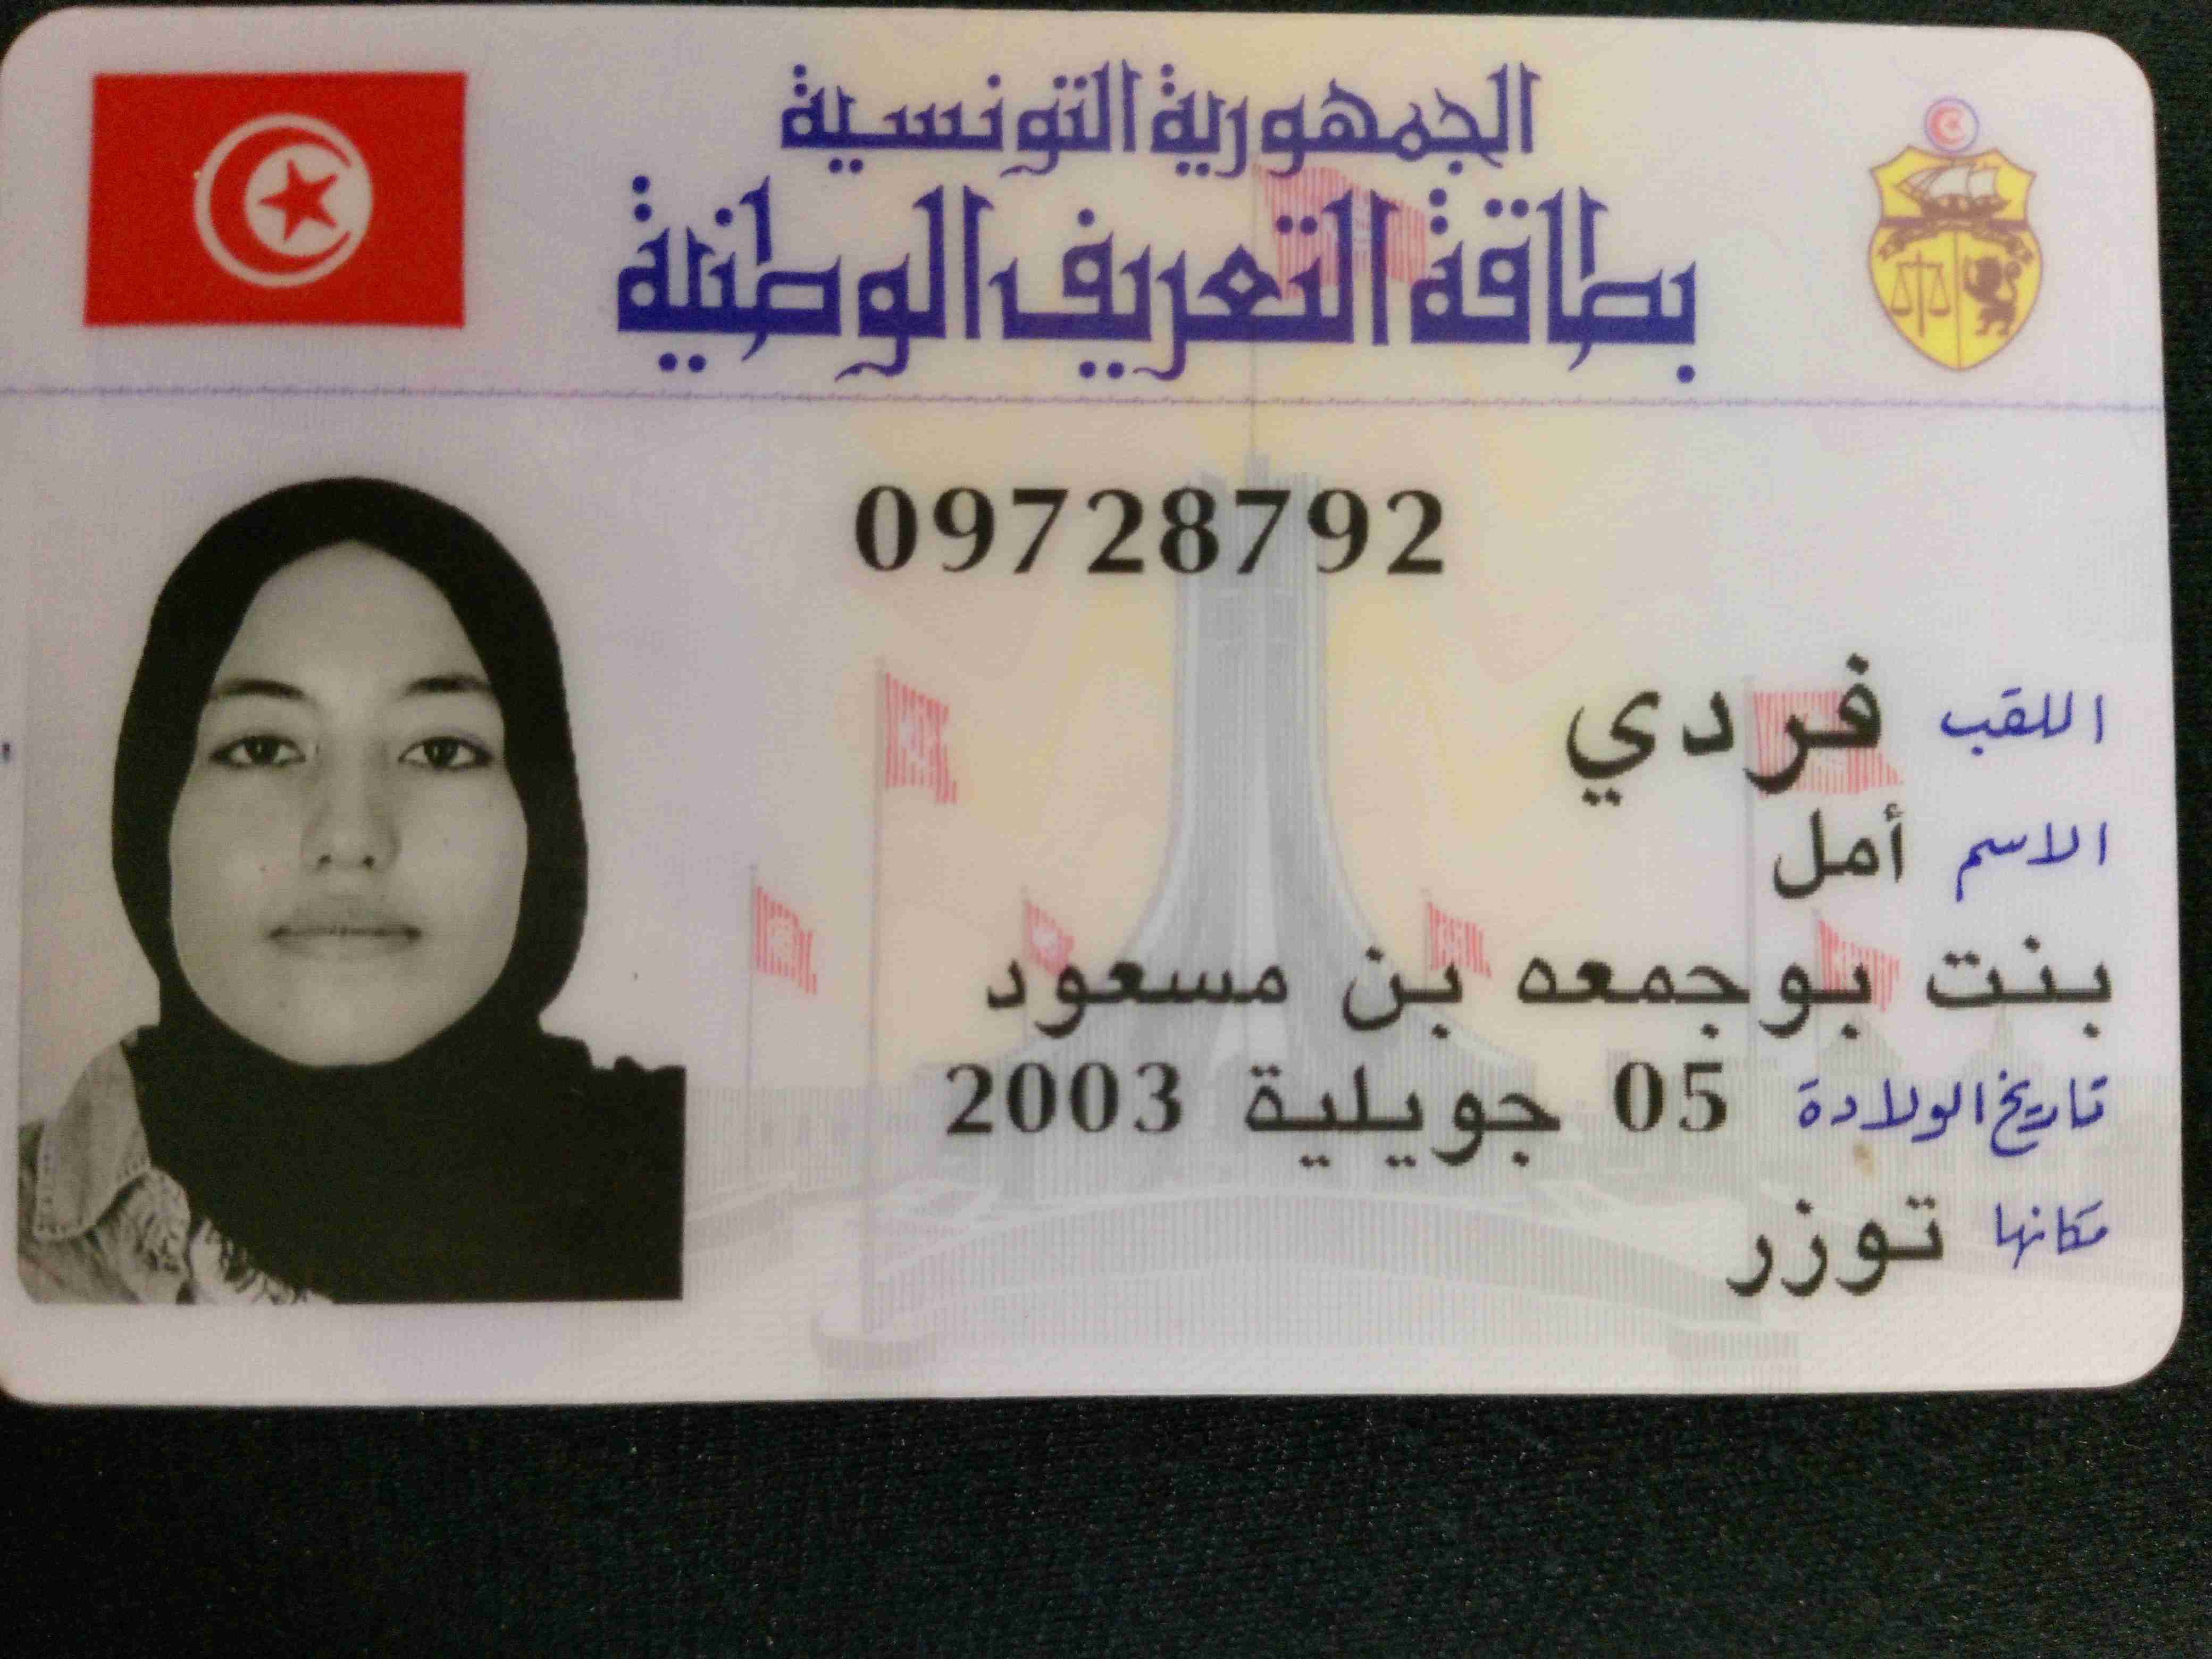 الجمهورية التونسية
بطاقة التعريف الوطنية
09728792
اللقب فردي
الاسم أمل
بنت بوجمعه بن مسعود
تاريخ الولادة 05 جويلية 2003
مكانها توزر